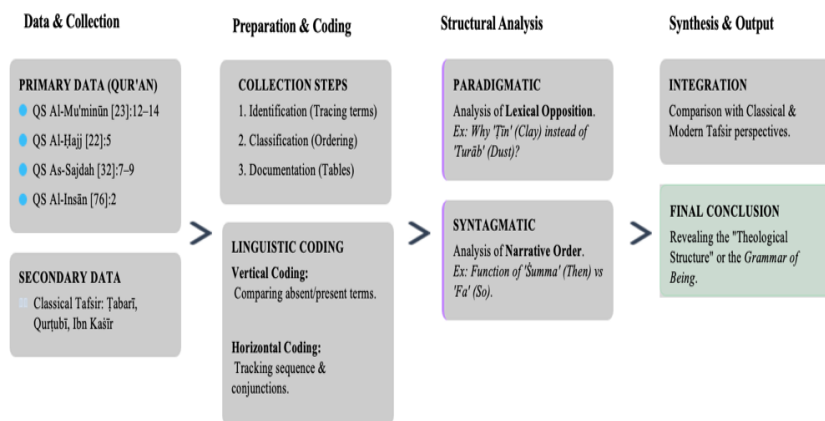 Data & Collection
PRIMARY DATA (QUR'AN)
QS Al-Mu'minūn [23]:12–14
QS Al-Ḥajj [22]:5
QS As-Sajdah [32]:7–9
QS Al-Insān [76]:2
SECONDARY DATA
Classical Tafsir: Ṭabarī,
Qurṭubī, Ibn Kaṡīr
Preparation & Coding
COLLECTION STEPS
1. Identification (Tracing terms)
2. Classification (Ordering)
3. Documentation (Tables)
LINGUISTIC CODING
Vertical Coding:
Comparing absent/present terms.
Horizontal Coding:
Tracking sequence &
conjunctions.
Structural Analysis
PARADIGMATIC
Analysis of Lexical Opposition.
Ex: Why 'Ṭīn' (Clay) instead of
'Turāb' (Dust)?
SYNTAGMATIC
Analysis of Narrative Order.
Ex: Function of 'Ṡumma' (Then) vs
'Fa' (So).
Synthesis & Output
INTEGRATION
Comparison with Classical &
Modern Tafsir perspectives.
FINAL CONCLUSION
Revealing the "Theological
Structure" or the Grammar of
Being.